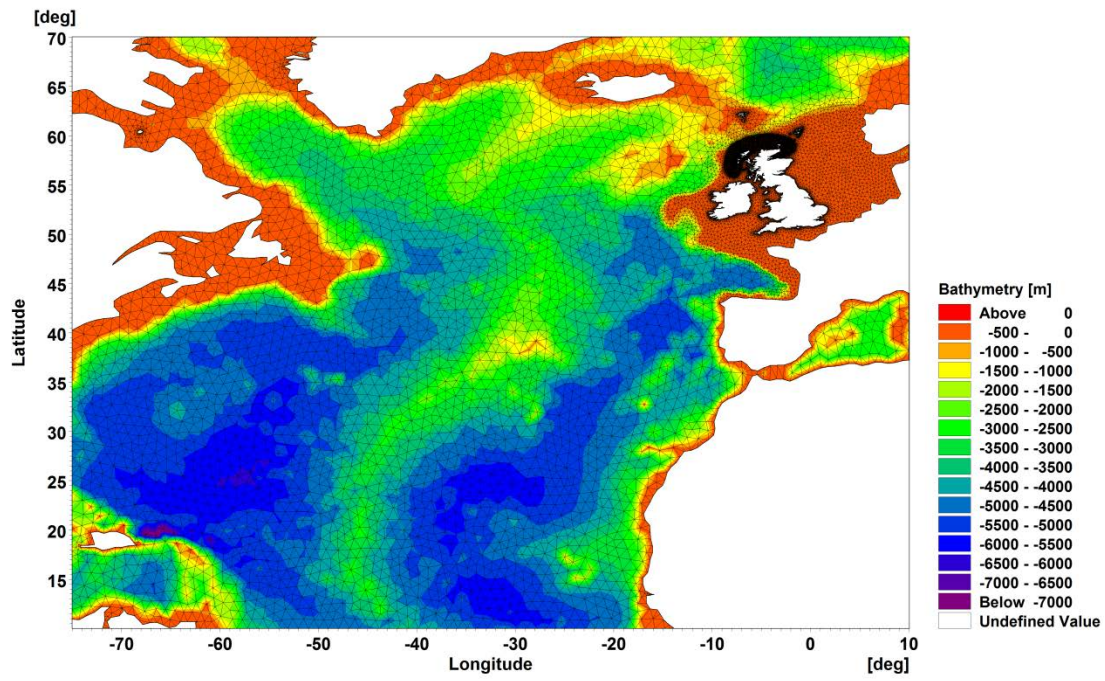 [deg]
70
65
60
55
50
45
40
35
30
25
20
15
Latitude
-70 -60 -50 -40 -30 -20 -10 0 10
Longitude [deg]
Bathymetry [m]
Above 0
-500 - 0
-1000 - -500
-1500 - -1000
-2000 - -1500
-2500 - -2000
-3000 - -2500
-3500 - -3000
-4000 - -3500
-4500 - -4000
-5000 - -4500
-5500 - -5000
-6000 - -5500
-6500 - -6000
-7000 - -6500
Below -7000
Undefined Value